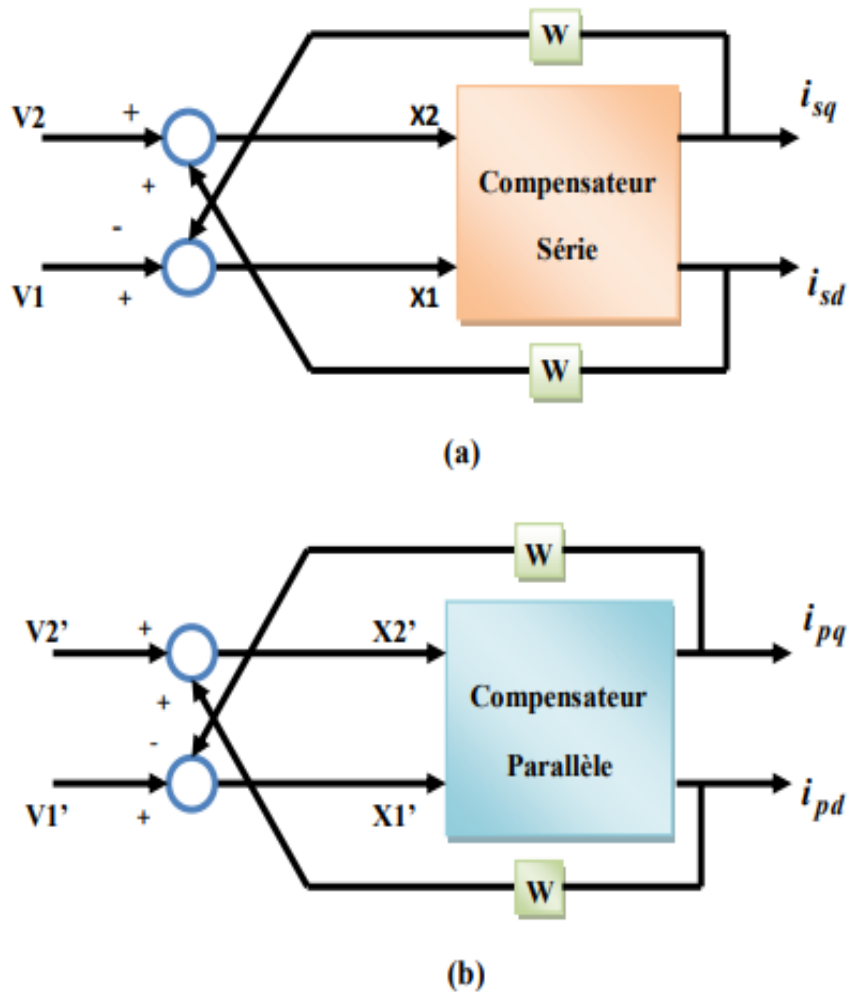 W
V2
+
X2
i_sq
Compensateur
Série
+
-
V1
+
X1
i_sd
W
(a)
W
V2’
+
X2’
i_pq
Compensateur
Parallèle
+
-
V1’
+
X1’
i_pd
W
(b)